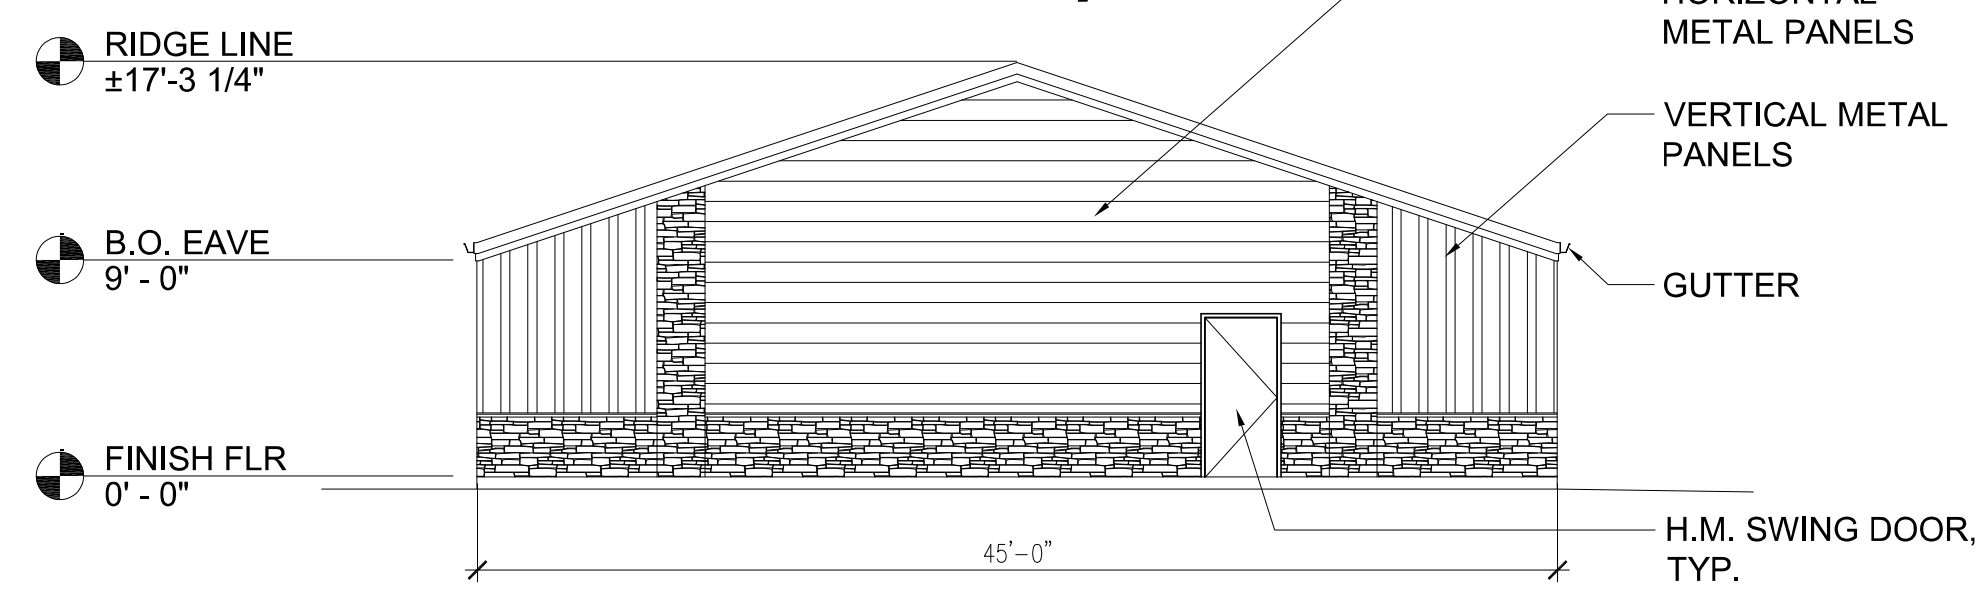 HORIZONTAL
METAL PANELS
RIDGE LINE
±17'-3 1/4"
VERTICAL METAL
PANELS
B.O. EAVE
9' - 0"
GUTTER
FINISH FLR
0' - 0"
H.M. SWING DOOR,
TYP.
45'-0"